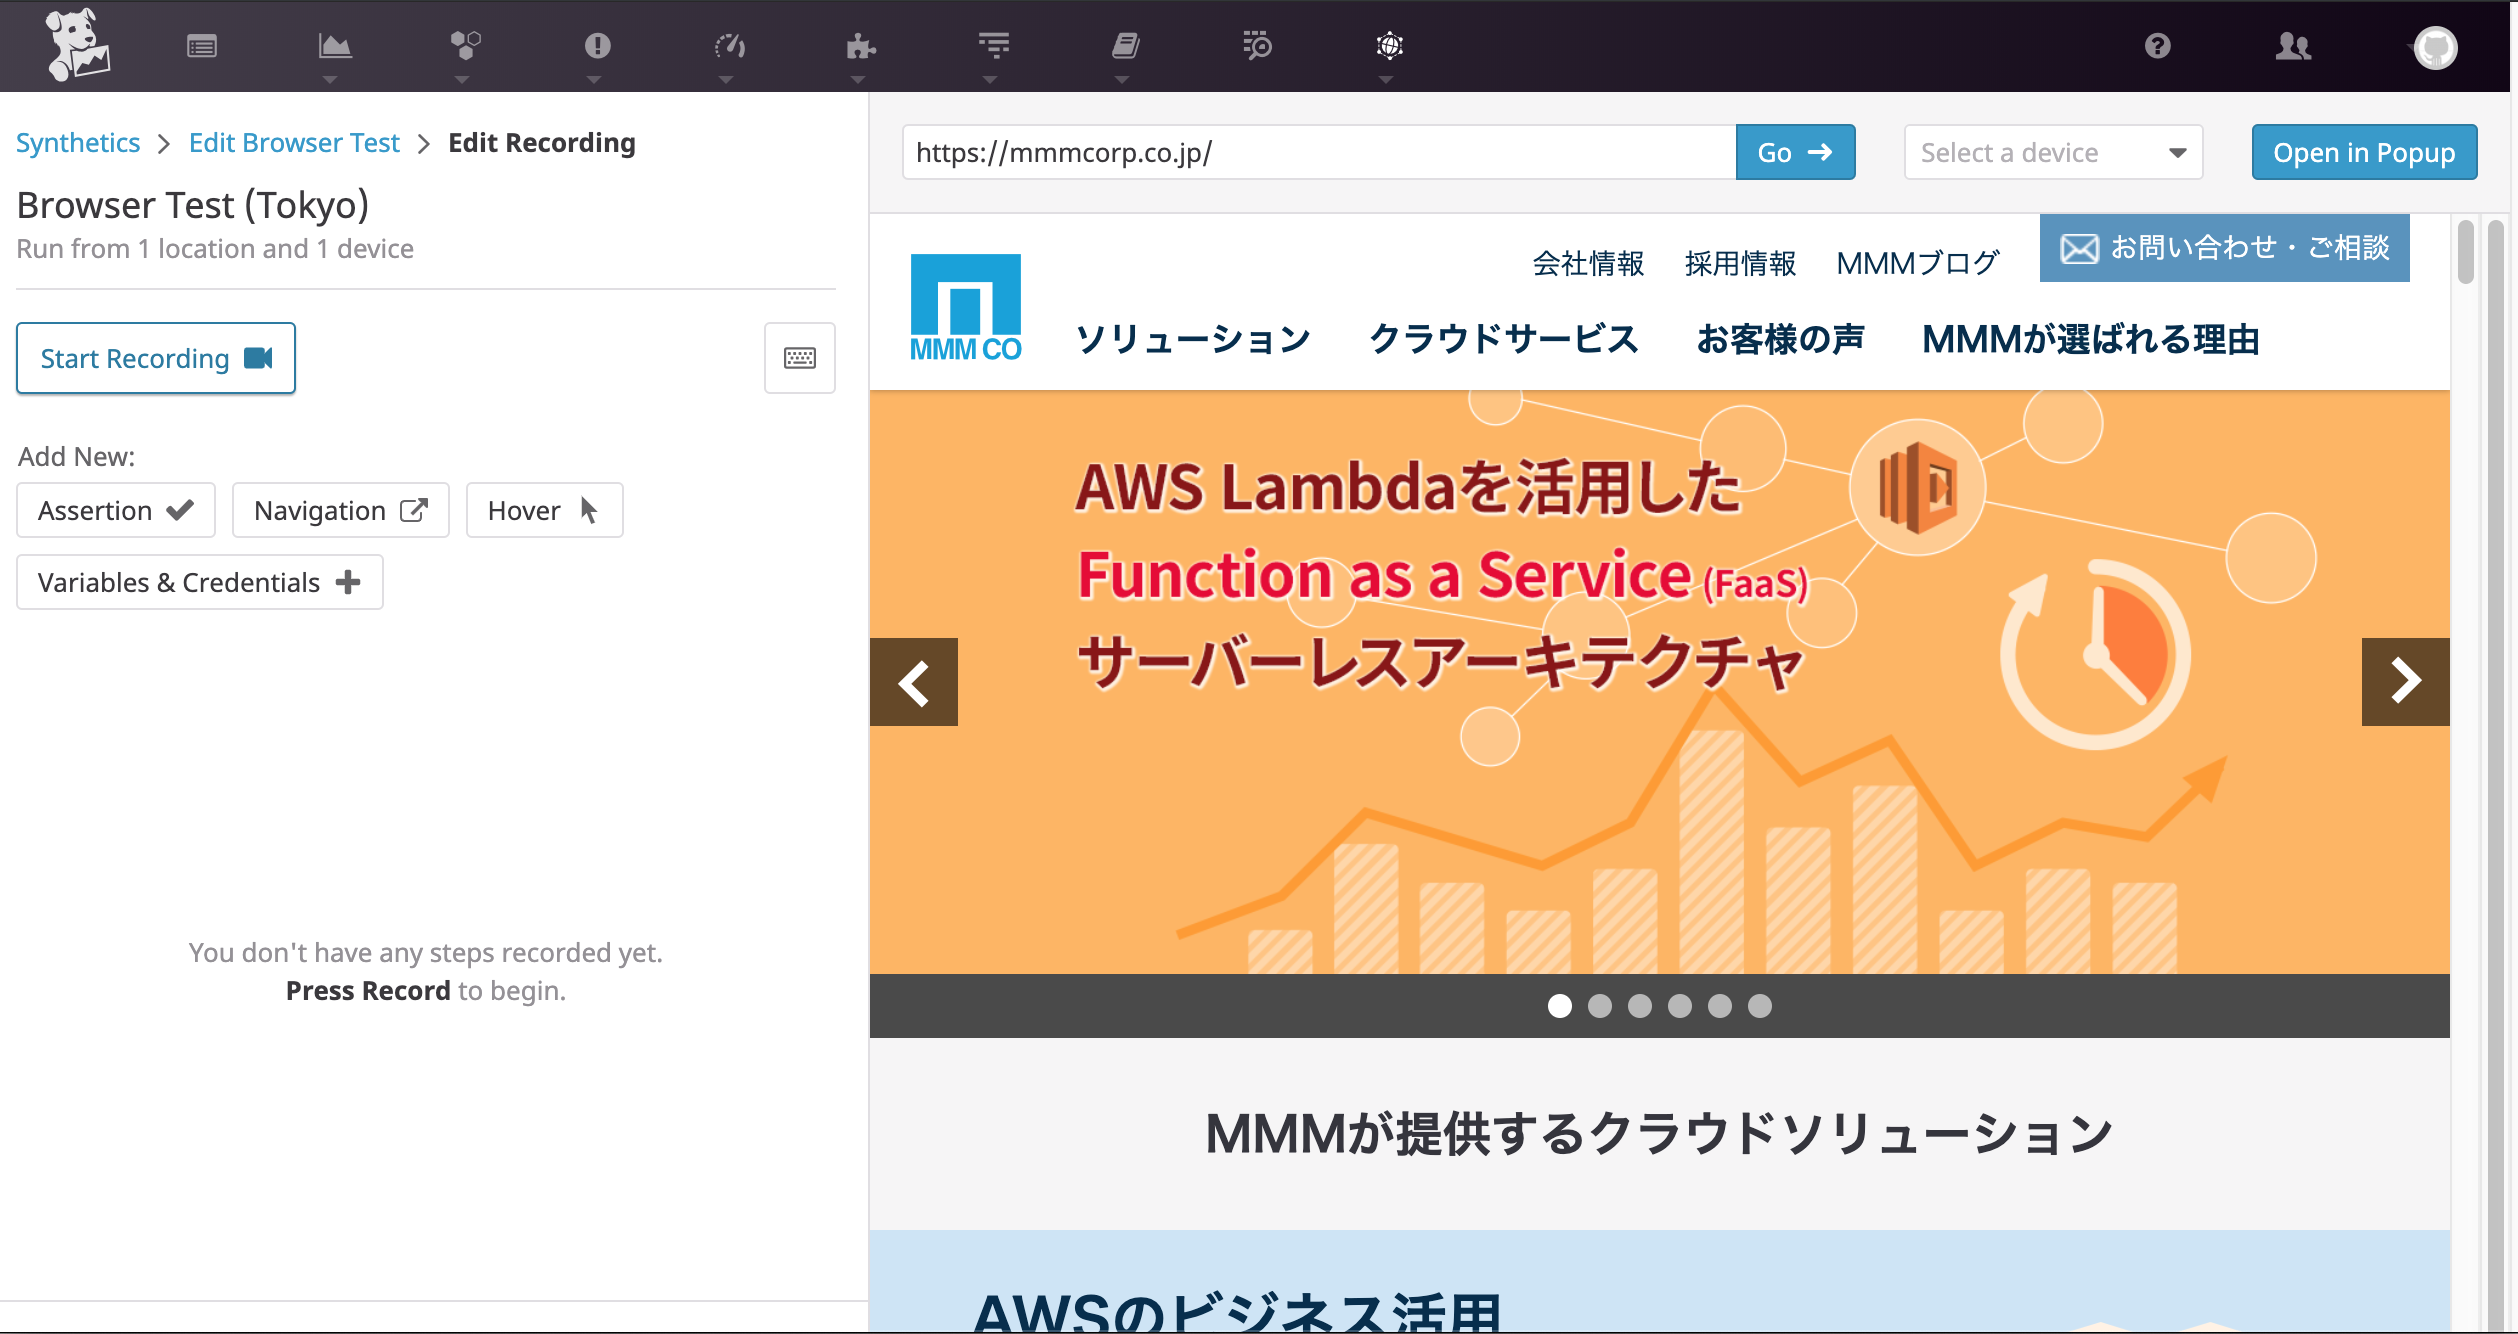 Synthetics > Edit Browser Test > Edit Recording
Browser Test (Tokyo)
Run from 1 location and 1 device
Start Recording
Add New:
Assertion
Navigation
Hover
Variables & Credentials
You don't have any steps recorded yet.
Press Record to begin.
https://mmmcorp.co.jp/
Go →
Select a device
Open in Popup
会社情報 採用情報 MMMブログ お問い合わせ・ご相談
MMM CO
ソリューション クラウドサービス お客様の声 MMMが選ばれる理由
AWS Lambdaを活用した
Function as a Service (FaaS)
サーバーレスアーキテクチャ
MMMが提供するクラウドソリューション
AWSのビジネス活用